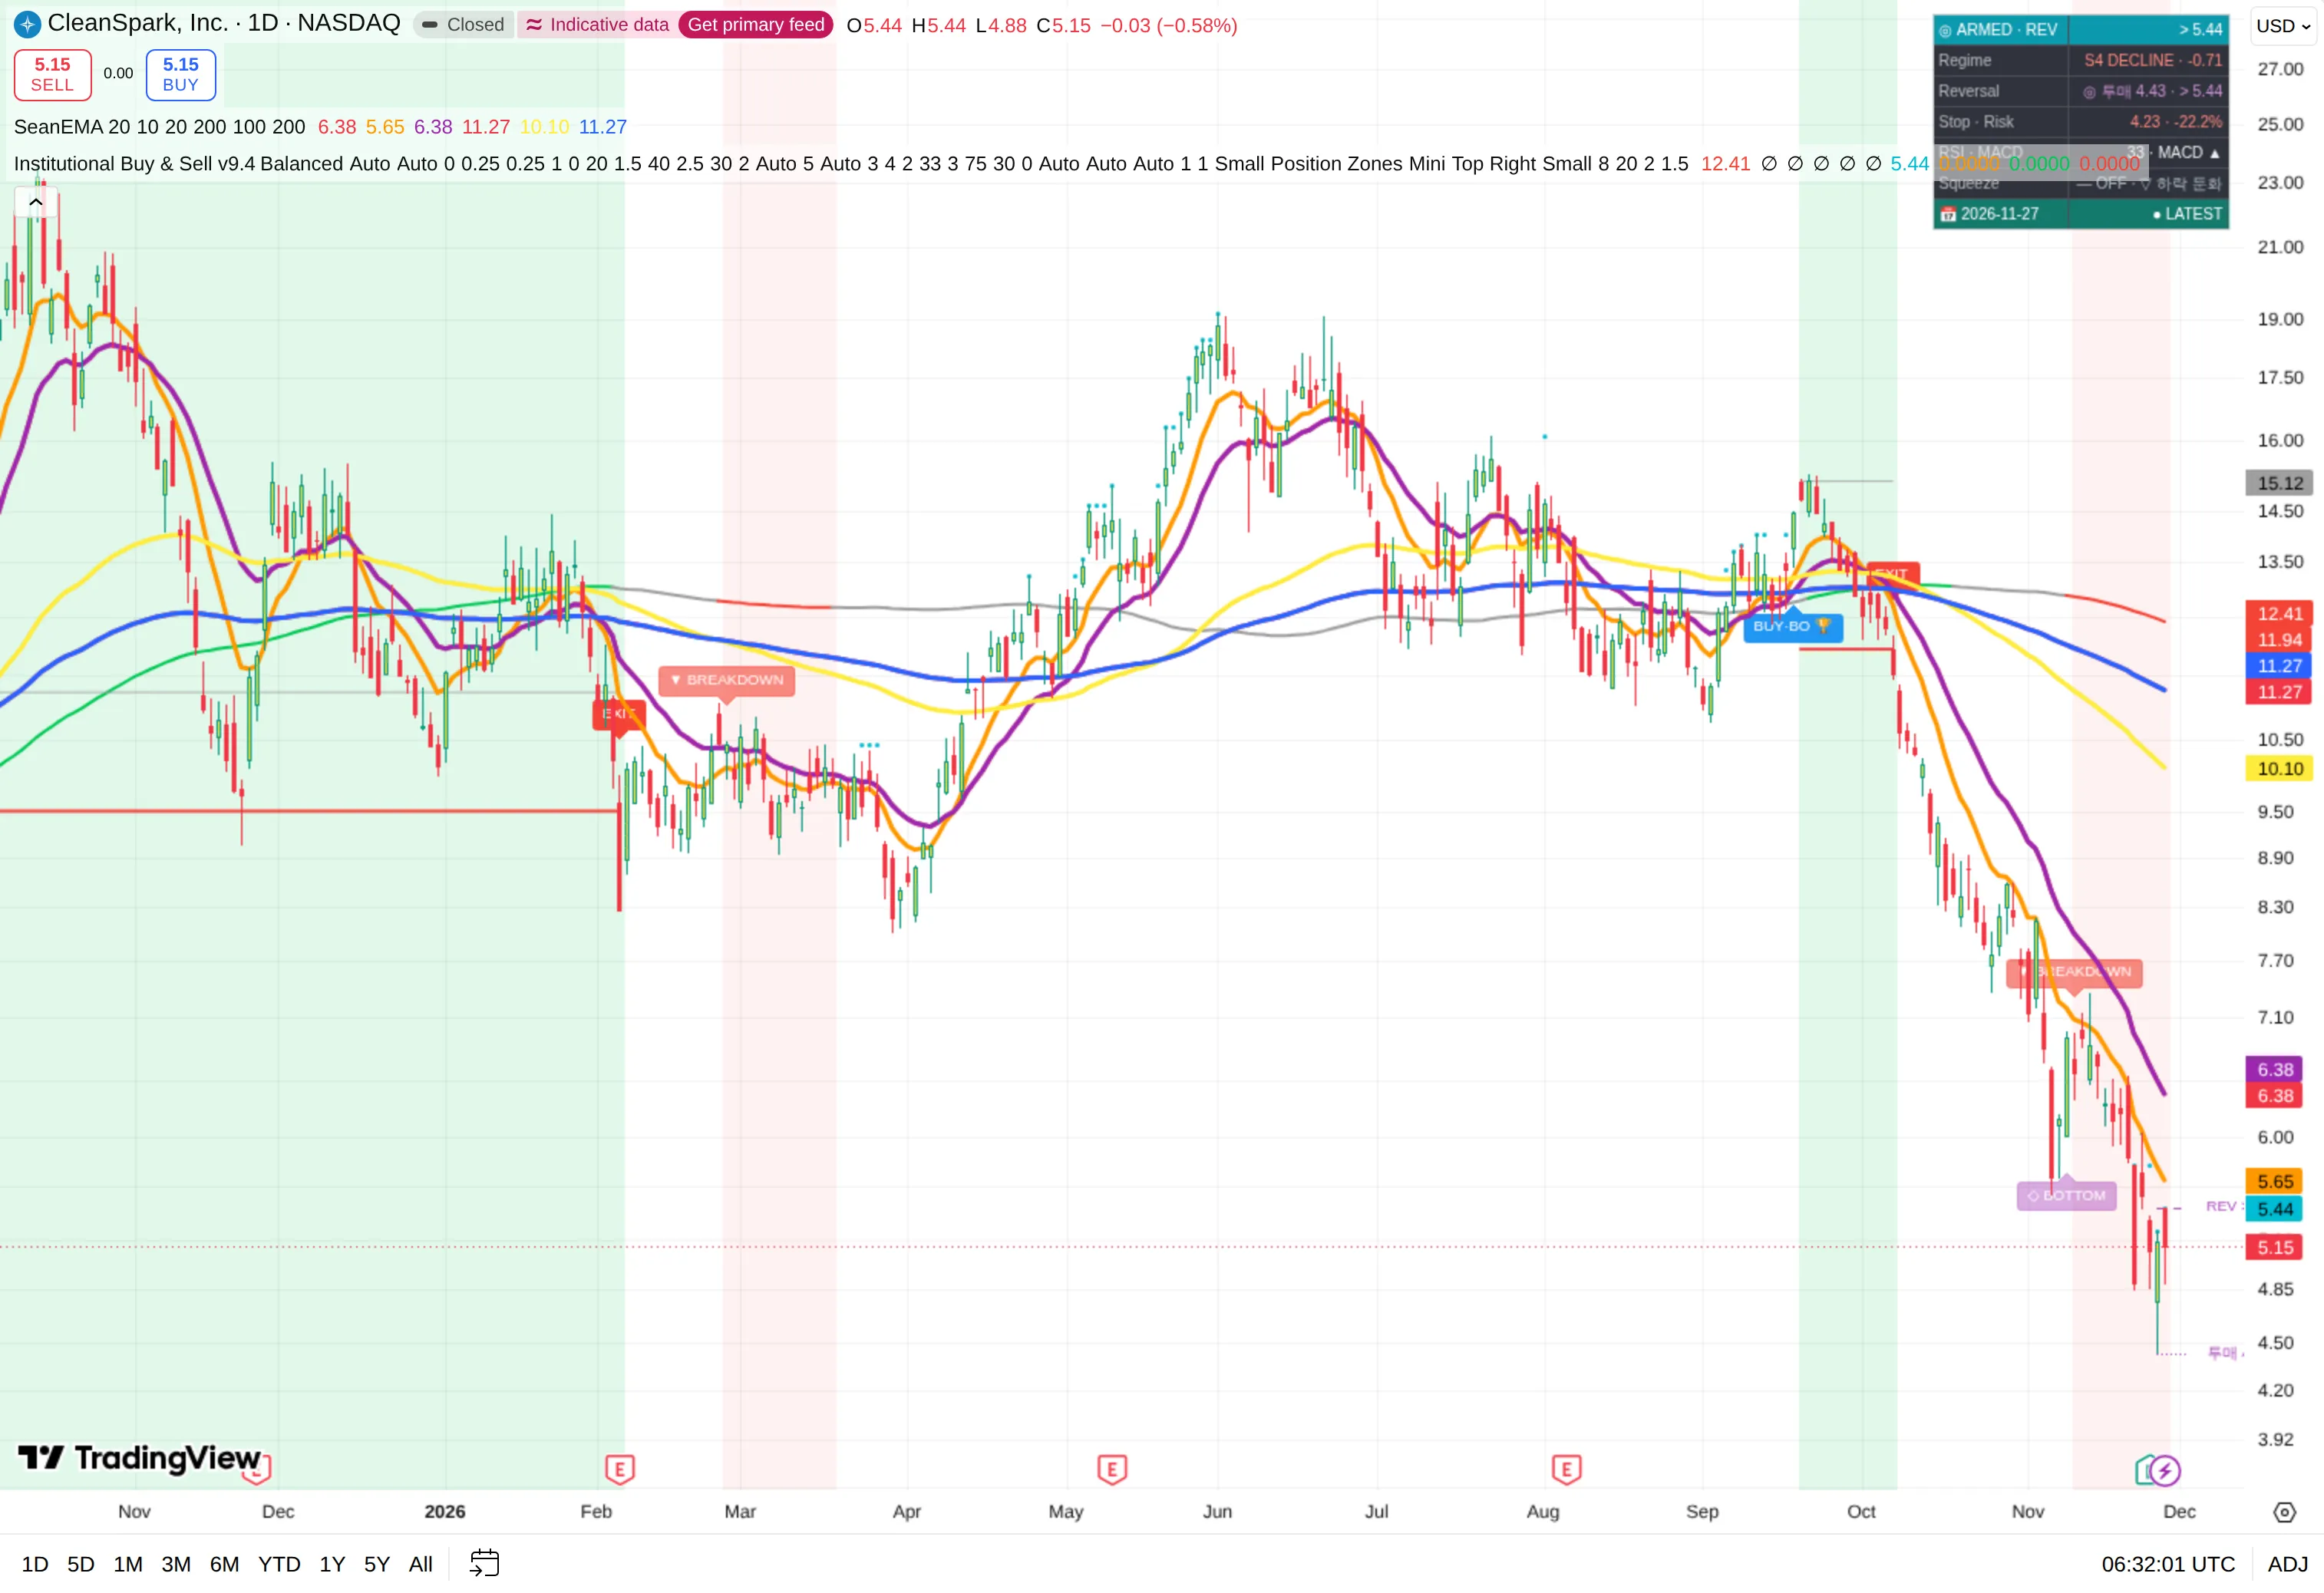 CleanSpark, Inc. · 1D · NASDAQ Closed Indicative data Get primary feed O5.44 H5.44 L4.88 C5.15 −0.03 (−0.58%)
5.15 SELL 0.00 5.15 BUY
SeanEMA 20 10 20 200 100 200 6.38 5.65 6.38 11.27 10.10 11.27
Institutional Buy & Sell v9.4 Balanced Auto Auto 0 0.25 0.25 1 0 20 1.5 40 2.5 30 2 Auto 5 Auto 3 4 2 33 3 75 30 0 Auto Auto Auto 1 1 Small Position Zones Mini Top Right Small 8 20 2 1.5 12.41 ∅ ∅ ∅ ∅ ∅ 5.44 0.0000 0.0000 0.0000
◎ ARMED · REV > 5.44
Regime S4 DECLINE · -0.71
Reversal ◎ 투매 4.43 · > 5.44
Stop · Risk 4.23 · -22.2%
RSI · MACD 33 · MACD ▲
Squeeze — OFF · ▽ 하락 둔화
📅 2026-11-27 ● LATEST
USD
27.00
25.00
23.00
21.00
19.00
17.50
16.00
15.12
14.50
13.50
12.41
11.94
11.27
11.27
10.50
10.10
9.50
8.90
8.30
7.70
7.10
6.38
6.38
6.00
5.65
5.44
5.15
4.85
4.50
4.20
3.92
EXIT
▼ BREAKDOWN
BUY-BO 🏆
EXIT
BREAKDOWN
◇ BOTTOM
REV
투매
TradingView
E
E
E
E
Nov Dec 2026 Feb Mar Apr May Jun Jul Aug Sep Oct Nov Dec
1D 5D 1M 3M 6M YTD 1Y 5Y All 06:32:01 UTC ADJ